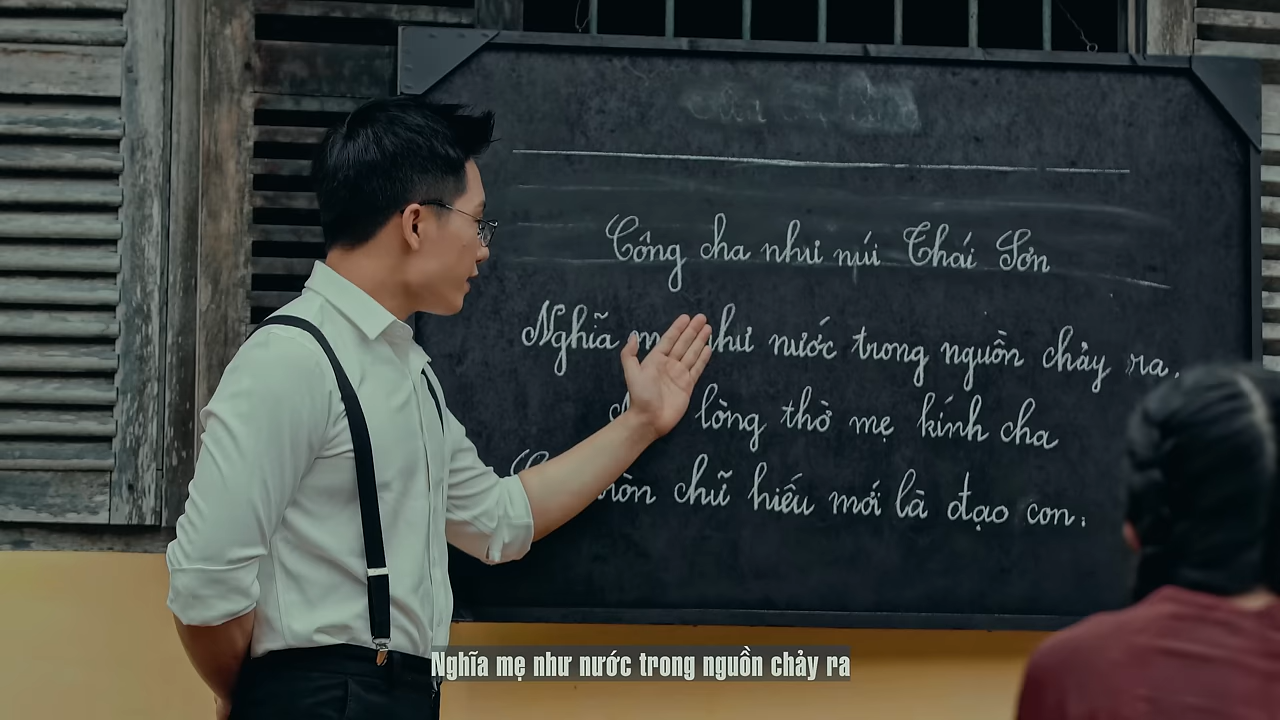 Công cha như núi Thái Sơn
Nghĩa như nước trong nguồn chảy ra.
lòng thờ mẹ kính cha
chữ hiếu mới là đạo con.
Nghĩa mẹ như nước trong nguồn chảy ra